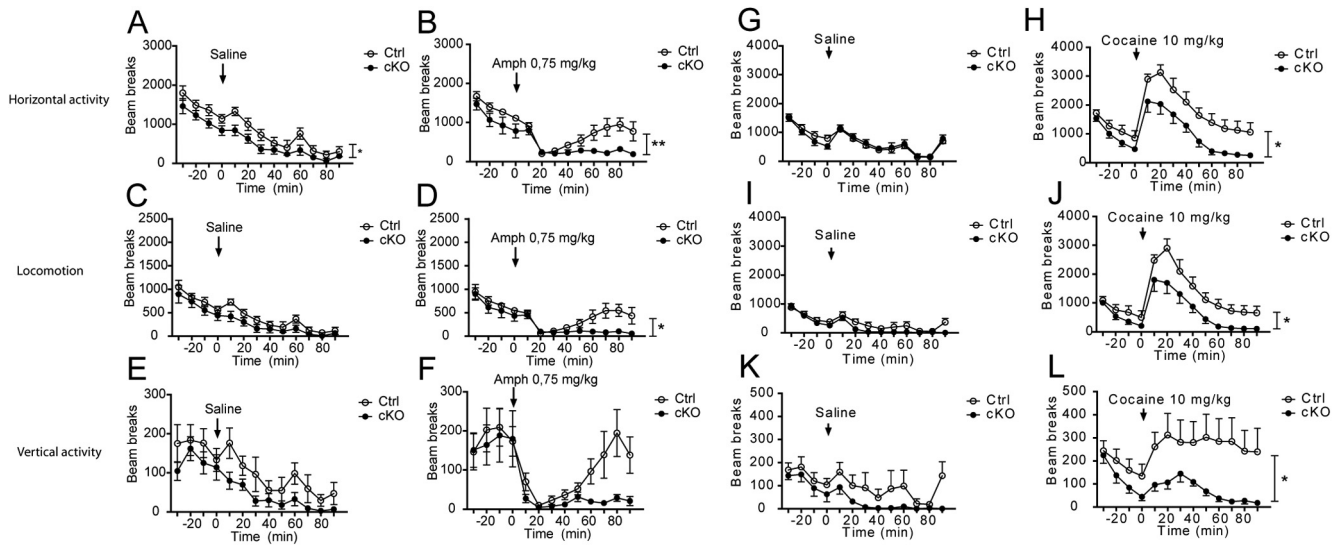 A
Horizontal activity
Beam breaks
3000
2000
1000
0
Saline
Ctrl
cKO
*
-20 0 20 40 60 80
Time (min)
B
Beam breaks
3000
2000
1000
0
Amph 0,75 mg/kg
Ctrl
cKO
**
-20 0 20 40 60 80
Time (min)
G
Beam breaks
4000
3000
2000
1000
0
Saline
Ctrl
cKO
-20 0 20 40 60 80
Time (min)
H
Beam breaks
4000
3000
2000
1000
0
Cocaine 10 mg/kg
Ctrl
cKO
*
-20 0 20 40 60 80
Time (min)
C
Locomotion
Beam breaks
2500
2000
1500
1000
500
0
Saline
Ctrl
cKO
-20 0 20 40 60 80
Time (min)
D
Beam breaks
2500
2000
1500
1000
500
0
Amph 0,75 mg/kg
Ctrl
cKO
*
-20 0 20 40 60 80
Time (min)
I
Beam breaks
4000
3000
2000
1000
0
Saline
Ctrl
cKO
-20 0 20 40 60 80
Time (min)
J
Beam breaks
4000
3000
2000
1000
0
Cocaine 10 mg/kg
Ctrl
cKO
*
-20 0 20 40 60 80
Time (min)
E
Vertical activity
Beam breaks
300
200
100
0
Saline
Ctrl
cKO
-20 0 20 40 60 80
Time (min)
F
Beam breaks
300
200
100
0
Amph 0,75 mg/kg
Ctrl
cKO
-20 0 20 40 60 80
Time (min)
K
Beam breaks
500
400
300
200
100
0
Saline
Ctrl
cKO
-20 0 20 40 60 80
Time (min)
L
Beam breaks
500
400
300
200
100
0
Cocaine 10 mg/kg
Ctrl
cKO
*
-20 0 20 40 60 80
Time (min)